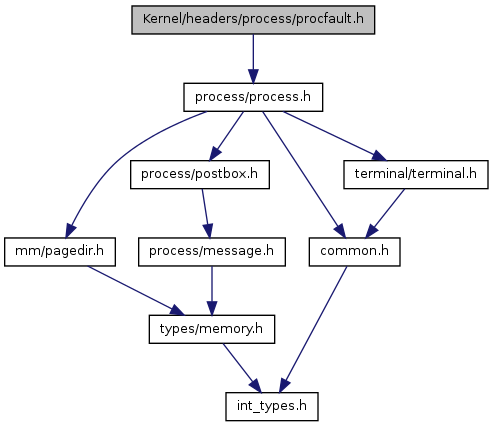 Kernel/headers/process/procfault.h
process/process.h
process/postbox.h
terminal/terminal.h
mm/pagedir.h
process/message.h
common.h
types/memory.h
int_types.h